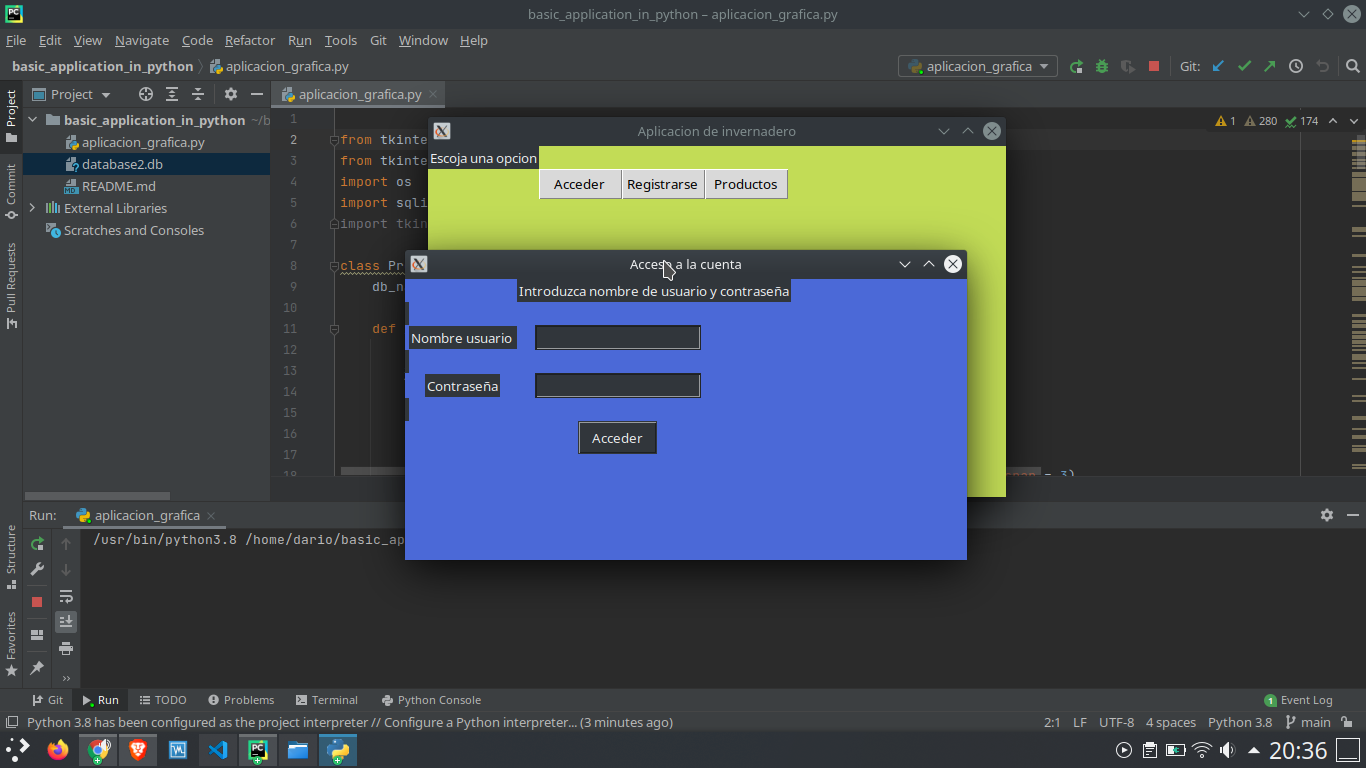 basic_application_in_python – aplicacion_grafica.py
File Edit View Navigate Code Refactor Run Tools Git Window Help
basic_application_in_python aplicacion_grafica.py
aplicacion_grafica
Git:
Project
aplicacion_grafica.py
Project
Commit
Pull Requests
Structure
Favorites
basic_application_in_python ~/b
aplicacion_grafica.py
database2.db
README.md
External Libraries
Scratches and Consoles
1
2 from tkinte
3 from tkinte
4 import os
5 import sqli
6 import tkin
7
8 class Pr
9 db_n
10
11 def
12
13
14
15
16
17
18 = 3)
1 280 174
Aplicacion de invernadero
Escoja una opcion
Acceder Registrarse Productos
Acceso a la cuenta
Introduzca nombre de usuario y contraseña
Nombre usuario
Contraseña
Acceder
Run: aplicacion_grafica
/usr/bin/python3.8 /home/dario/basic_ap
Git Run TODO Problems Terminal Python Console
1 Event Log
Python 3.8 has been configured as the project interpreter // Configure a Python interpreter... (3 minutes ago)
2:1 LF UTF-8 4 spaces Python 3.8 main
20:36